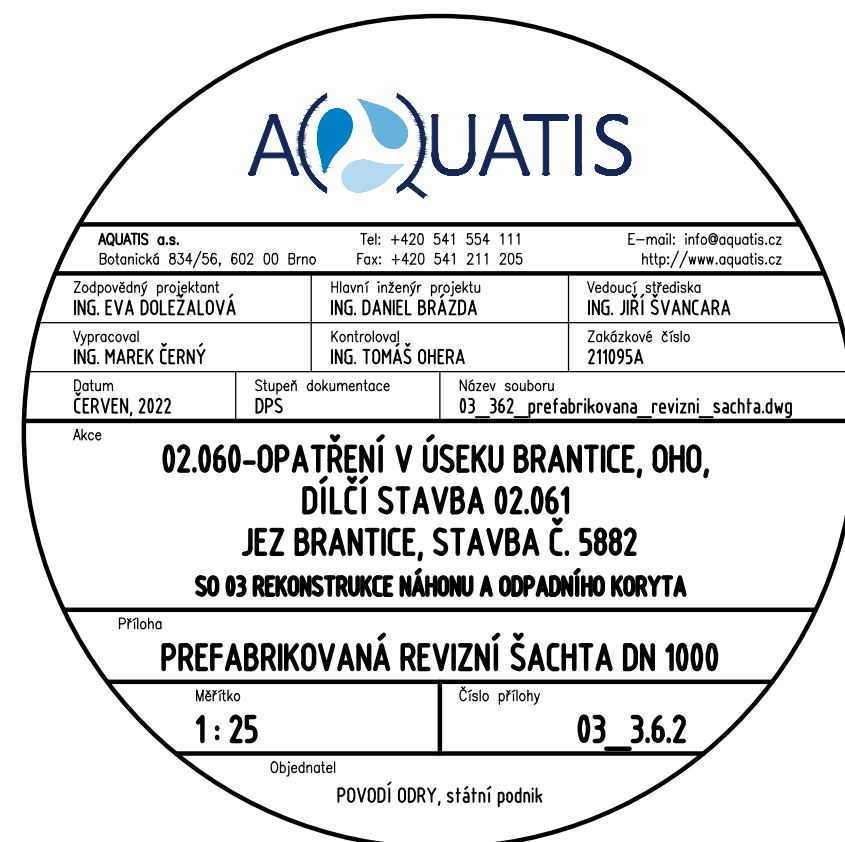 AQUATIS
AQUATIS a.s. Tel: +420 541 554 111 E-mail: info@aquatis.cz
Botanická 834/56, 602 00 Brno Fax: +420 541 211 205 http://www.aquatis.cz
Zodpovědný projektant Hlavní inženýr projektu Vedoucí střediska
ING. EVA DOLEŽALOVÁ ING. DANIEL BRÁZDA ING. JIŘÍ ŠVANCARA
Vypracoval Kontroloval Zakázkové číslo
ING. MAREK ČERNÝ ING. TOMÁŠ OHERA 211095A
Datum Stupeň dokumentace Název souboru
ČERVEN, 2022 DPS 03_362_prefabrikovana_revizni_sachta.dwg
Akce
02.060-OPATŘENÍ V ÚSEKU BRANTICE, OHO,
DÍLČÍ STAVBA 02.061
JEZ BRANTICE, STAVBA Č. 5882
SO 03 REKONSTRUKCE NÁHONU A ODPADNÍHO KORYTA
Příloha
PREFABRIKOVANÁ REVIZNÍ ŠACHTA DN 1000
Měřítko Číslo přílohy
1 : 25 03_3.6.2
Objednatel
POVODÍ ODRY, státní podnik